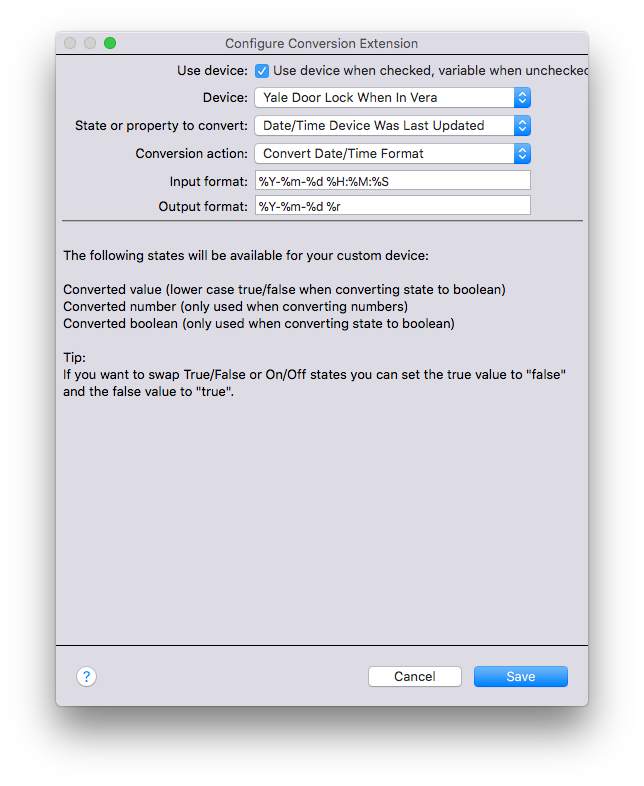 Configure Conversion Extension
Use device: Use device when checked, variable when unchecked
Device: Yale Door Lock When In Vera
State or property to convert: Date/Time Device Was Last Updated
Conversion action: Convert Date/Time Format
Input format: %Y-%m-%d %H:%M:%S
Output format: %Y-%m-%d %r
The following states will be available for your custom device:
Converted value (lower case true/false when converting state to boolean)
Converted number (only used when converting numbers)
Converted boolean (only used when converting state to boolean)
Tip:
If you want to swap True/False or On/Off states you can set the true value to "false"
and the false value to "true".
? Cancel Save